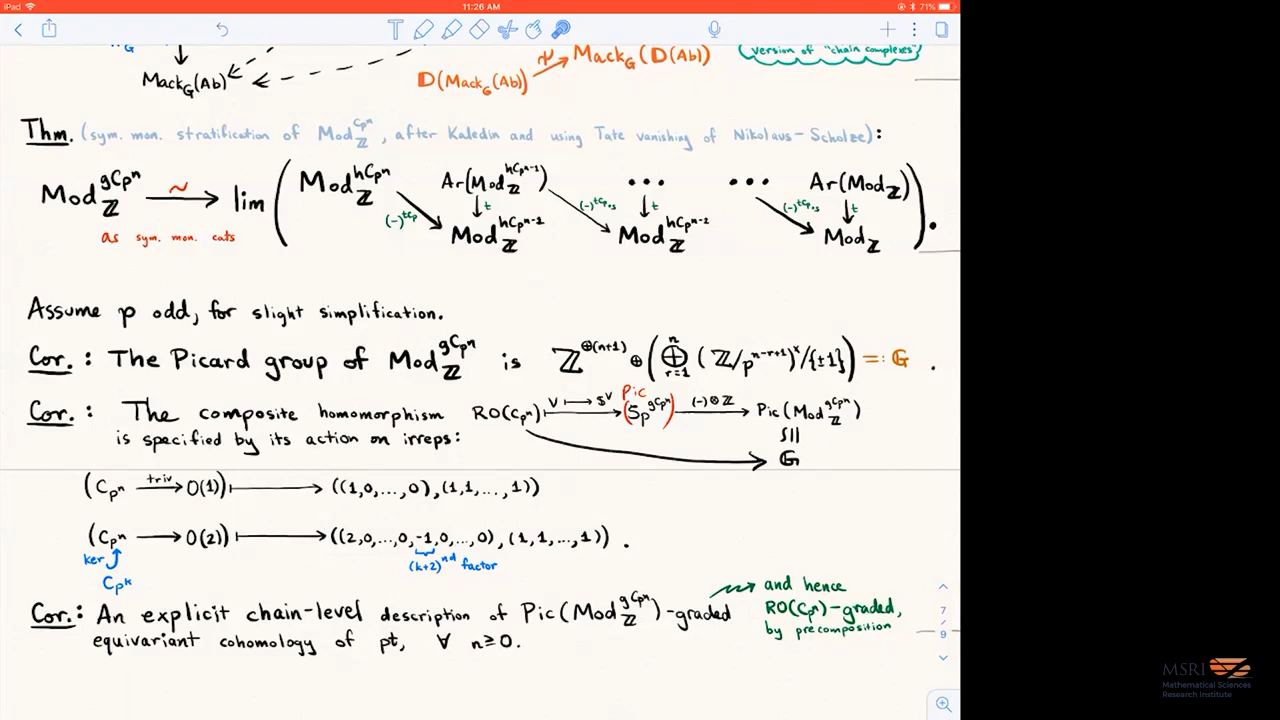 iPad 11:26 AM 71%
Mack_G(Ab) D(Mack_G(Ab)) ~→ Mack_G(D(Ab)) (version of "chain complexes")
Thm. (sym. mon. stratification of Mod_ℤ^{C_{p^n}}, after Kaledin and using Tate vanishing of Nikolaus-Scholze):
Mod_ℤ^{gC_{p^n}} ~→ lim ( Mod_ℤ^{hC_{p^n}} Ar(Mod_ℤ^{hC_{p^{n-1}}}) ••• ••• Ar(Mod_ℤ) ).
(-)^{tC_p} ↓t (-)^{tC_p}s ↓t (-)^{tC_p}s ↓t
as sym. mon. cats Mod_ℤ^{hC_{p^{n-1}}} Mod_ℤ^{hC_{p^{n-2}}} Mod_ℤ
Assume p odd, for slight simplification.
Cor.: The Picard group of Mod_ℤ^{gC_{p^n}} is ℤ^{⊕(n+1)} ⊕ (⊕_{r=1}^n (ℤ/p^{n-r+1})^× /{±1}) =: 𝔾 .
Cor.: The composite homomorphism RO(C_{p^n}) V ↦ 𝕊^V → Pic(Sp^{gC_{p^n}}) (-)⊗ℤ → Pic(Mod_ℤ^{gC_{p^n}})
is specified by its action on irreps: ≅ 𝔾
(C_{p^n} triv→ O(1)) ↦ ((1,0,...,0),(1,1,...,1))
(C_{p^n} → O(2)) ↦ ((2,0,...,0,-1,0,...,0),(1,1,...,1)) .
ker (k+2)^{nd} factor
C_{p^k}
Cor.: An explicit chain-level description of Pic(Mod_ℤ^{gC_{p^n}})-graded
equivariant cohomology of pt, ∀ n≥0.
and hence
RO(C_{p^n})-graded,
by precomposition
7
/
9
MSRI
Mathematical Sciences
Research Institute